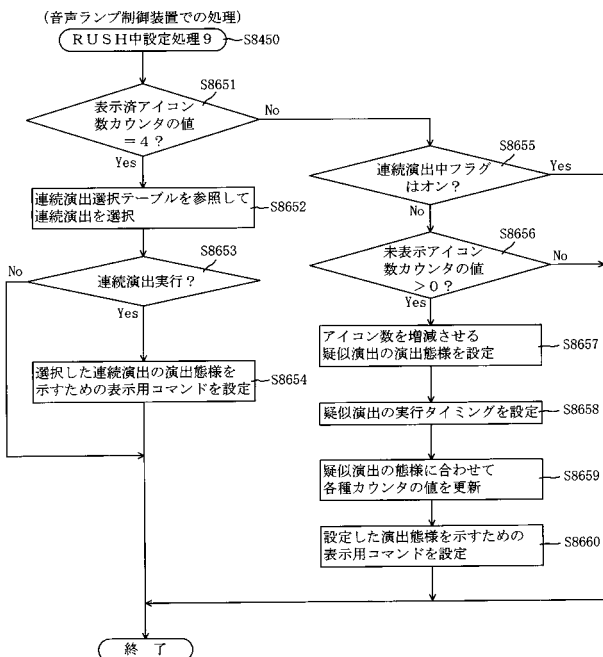 (音声ランプ制御装置での処理)
RUSH中設定処理9
S8450
S8651
表示済アイコン
数カウンタの値
=4?
No
Yes
連続演出選択テーブルを参照して
連続演出を選択
S8652
S8653
No
連続演出実行?
Yes
選択した連続演出の演出態様を
示すための表示用コマンドを設定
S8654
S8655
連続演出中フラグ
はオン?
Yes
No
S8656
未表示アイコン
数カウンタの値
>0?
No
Yes
アイコン数を増減させる
疑似演出の演出態様を設定
S8657
疑似演出の実行タイミングを設定
S8658
疑似演出の態様に合わせて
各種カウンタの値を更新
S8659
設定した演出態様を示すための
表示用コマンドを設定
S8660
終 了